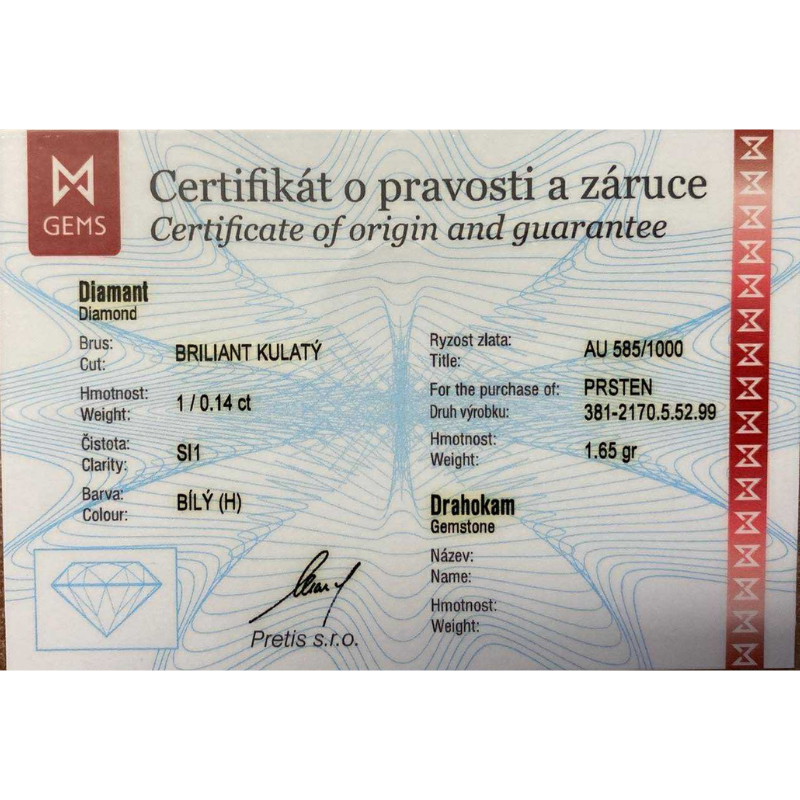 GEMS
Certifikát o pravosti a záruce
Certificate of origin and guarantee
Diamant
Diamond
Brus:
Cut:
BRILIANT KULATÝ
Hmotnost:
Weight:
1 / 0.14 ct
Čistota:
Clarity:
SI1
Barva:
Colour:
BÍLÝ (H)
Pretis s.r.o.
Ryzost zlata:
Title:
AU 585/1000
For the purchase of:
Druh výrobku:
PRSTEN
381-2170.5.52.99
Hmotnost:
Weight:
1.65 gr
Drahokam
Gemstone
Název:
Name:
Hmotnost:
Weight: